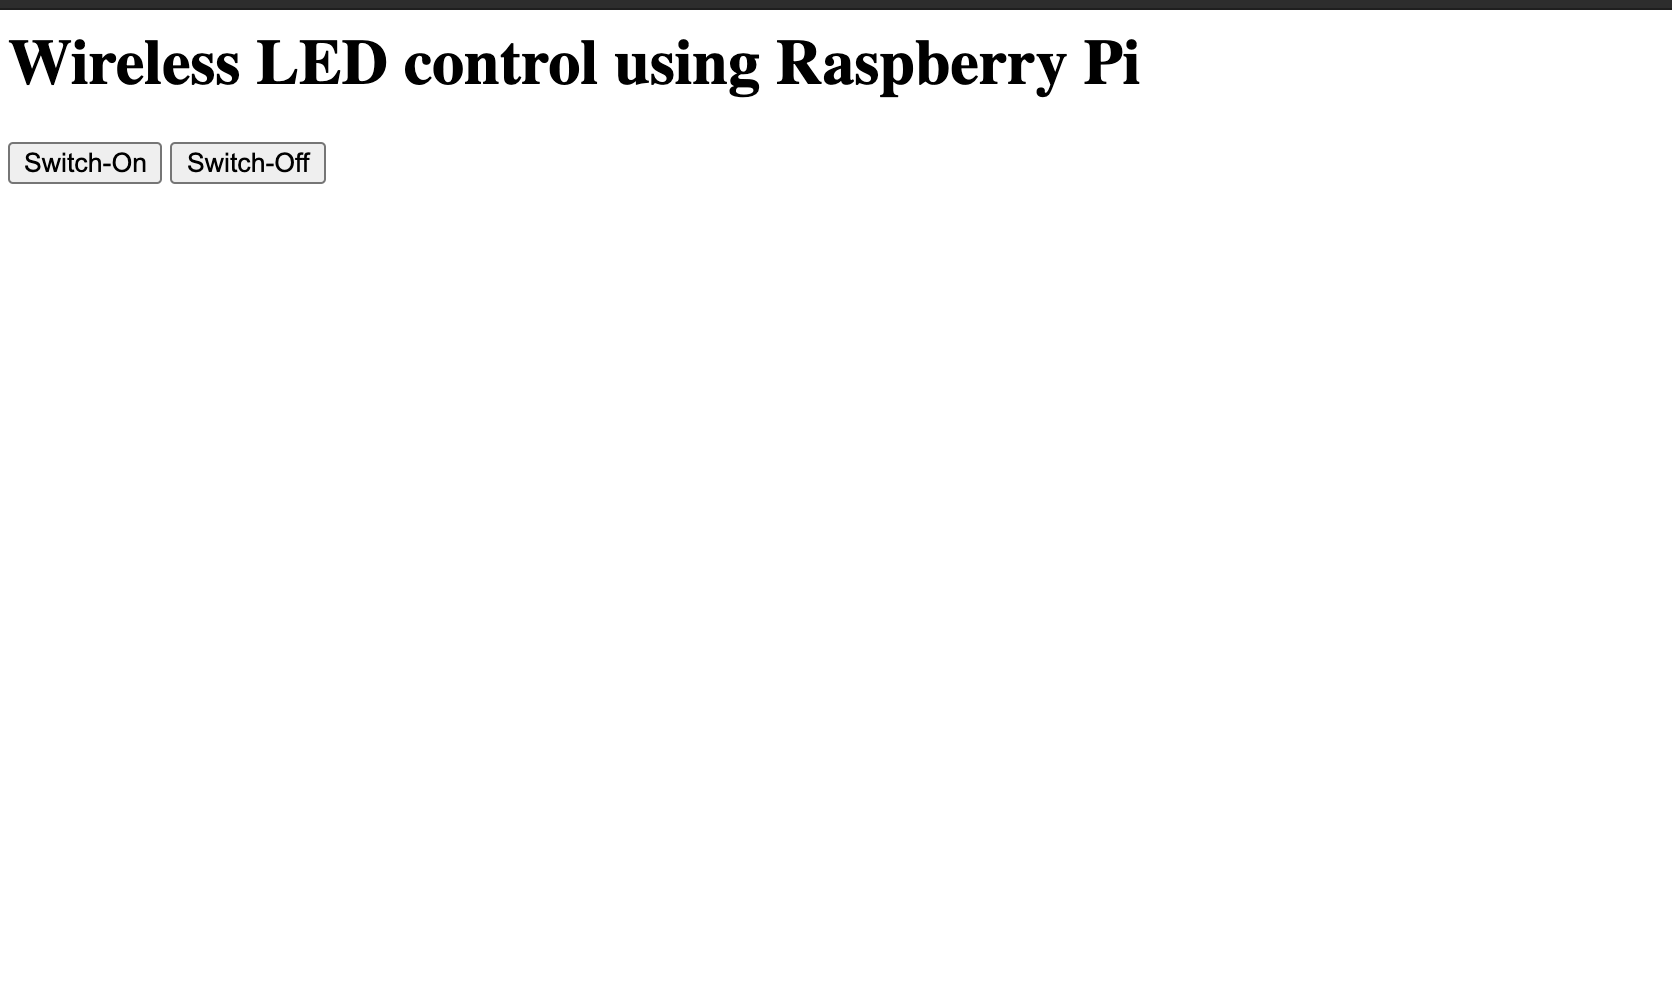 Wireless LED control using Raspberry Pi
Switch-On Switch-Off